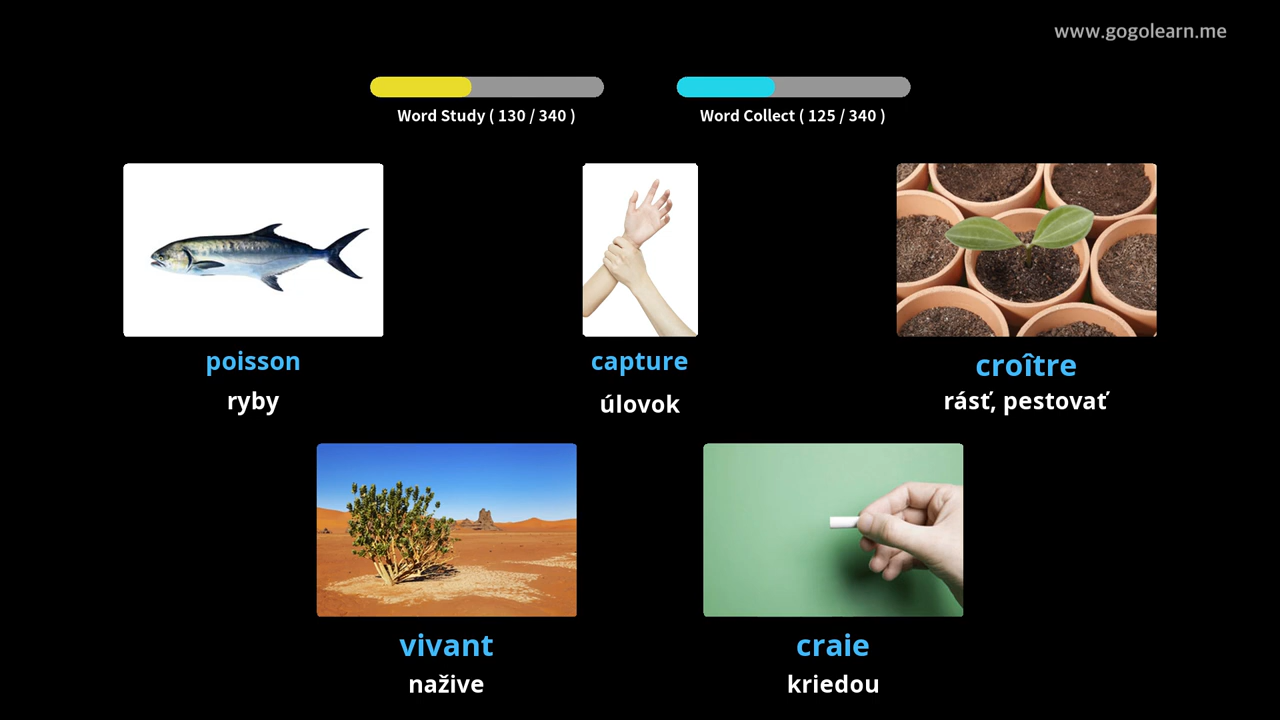 www.gogolearn.me
Word Study ( 130 / 340 )
Word Collect ( 125 / 340 )
poisson
ryby
capture
úlovok
croître
rásť, pestovať
vivant
nažive
craie
kriedou